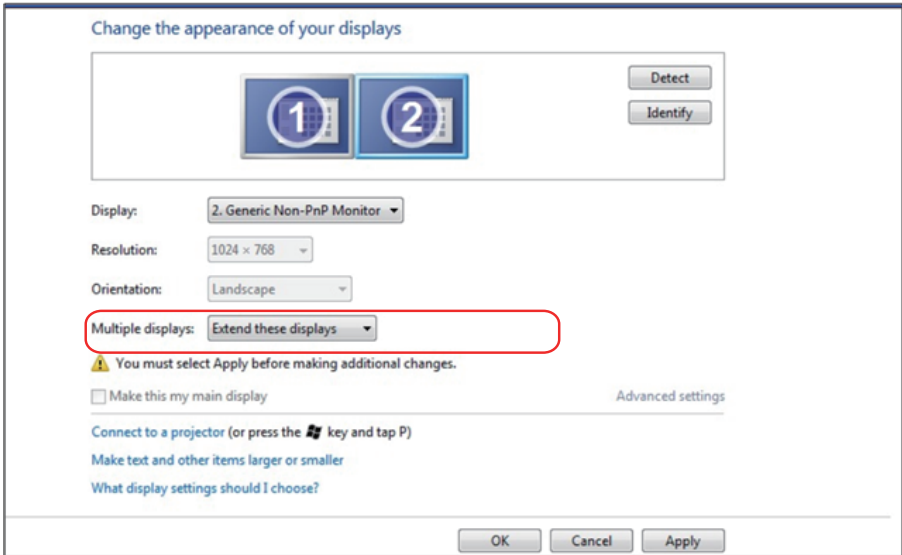 Change the appearance of your displays
1 2
Detect
Identify
Display: 2. Generic Non-PnP Monitor
Resolution: 1024 × 768
Orientation: Landscape
Multiple displays: Extend these displays
You must select Apply before making additional changes.
Make this my main display Advanced settings
Connect to a projector (or press the key and tap P)
Make text and other items larger or smaller
What display settings should I choose?
OK Cancel Apply